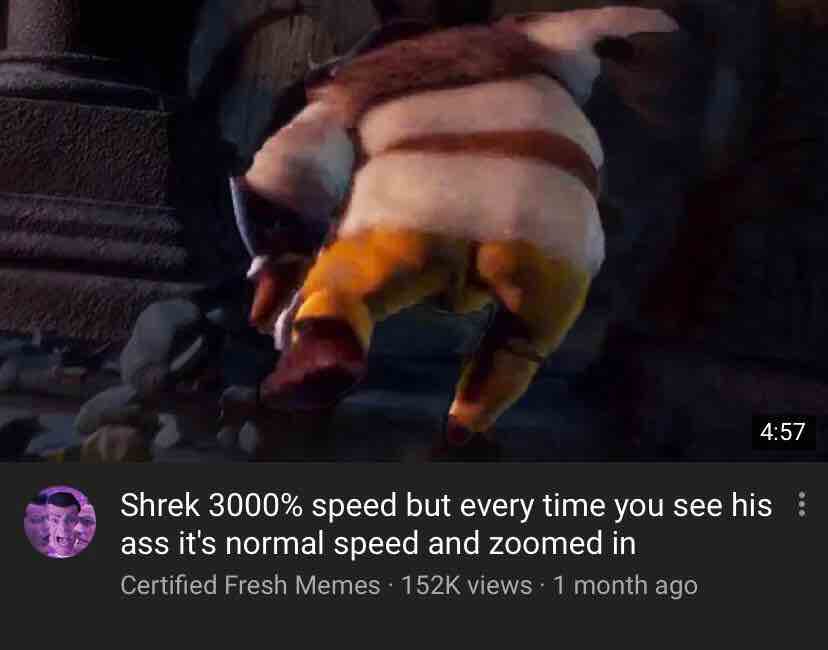 4:57
Shrek 3000% speed but every time you see his
ass it's normal speed and zoomed in
Certified Fresh Memes · 152K views · 1 month ago